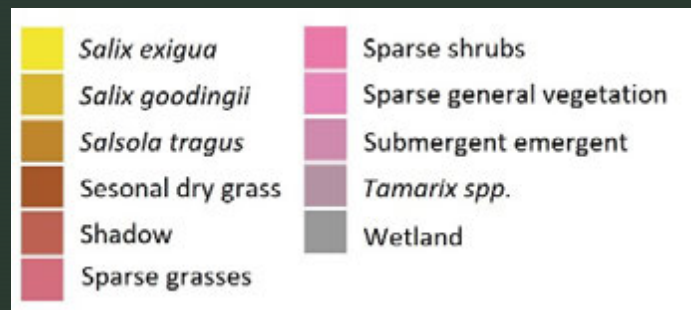 Salix exigua
Salix goodingii
Salsola tragus
Sesonal dry grass
Shadow
Sparse grasses
Sparse shrubs
Sparse general vegetation
Submergent emergent
Tamarix spp.
Wetland